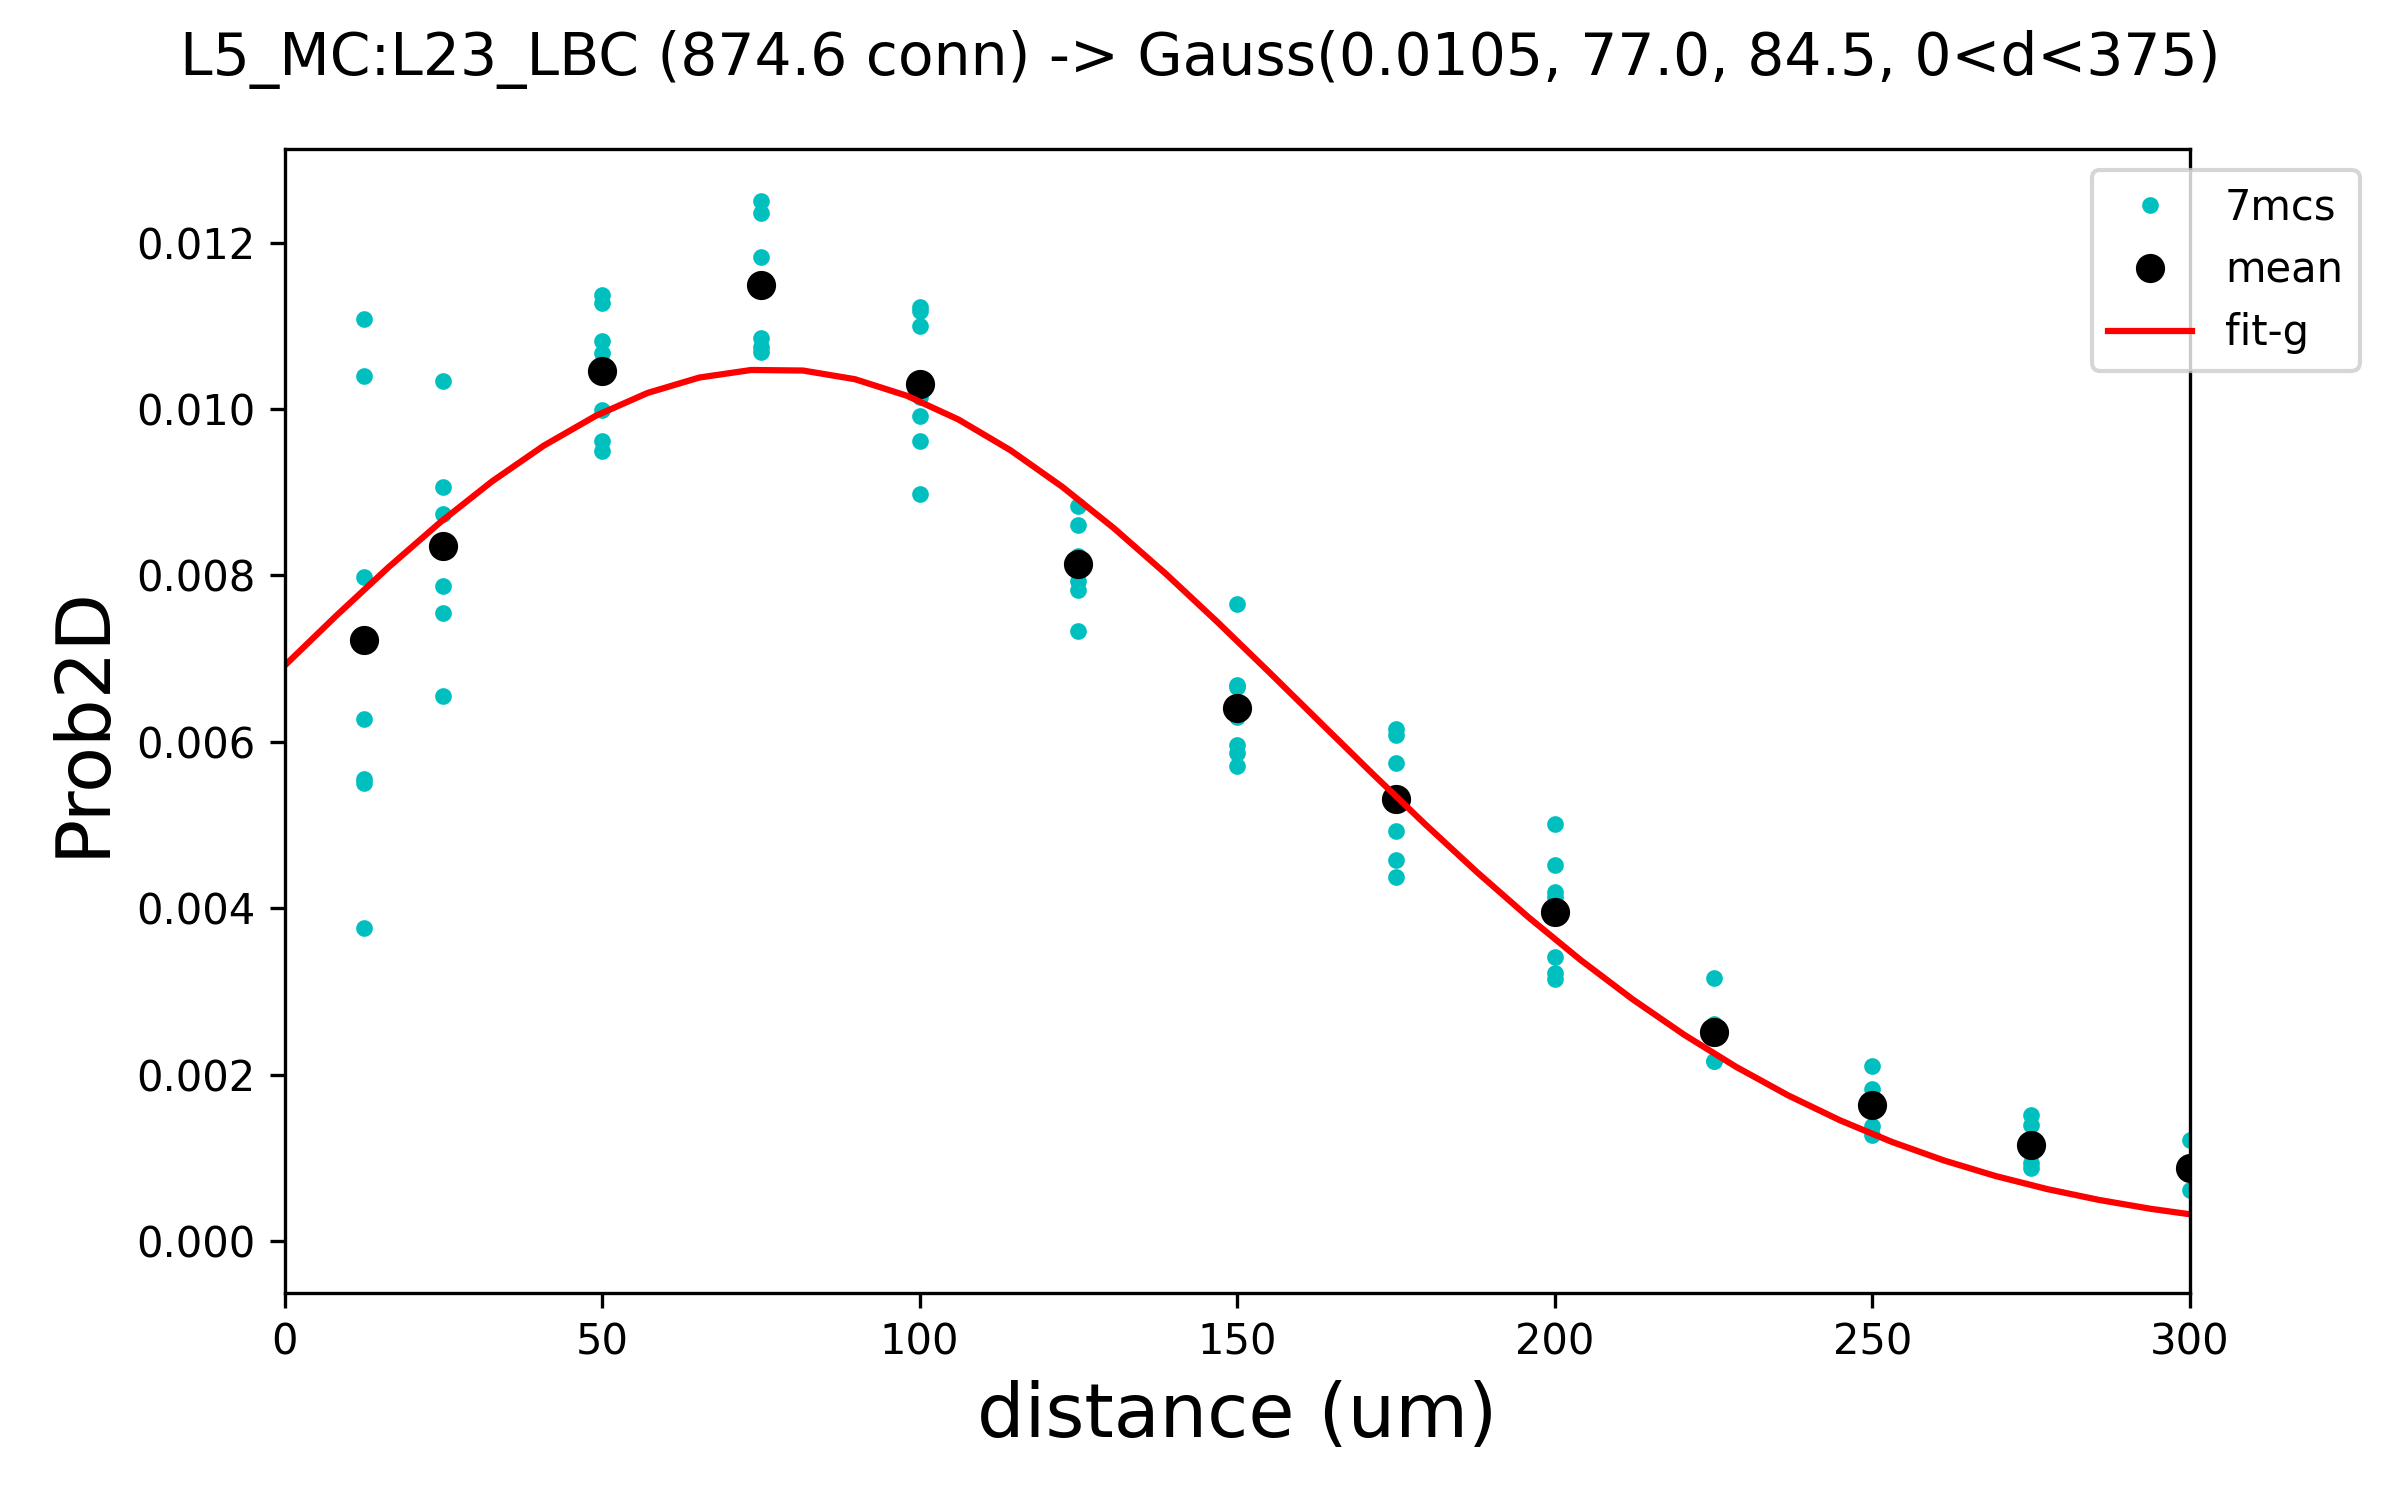 L5_MC:L23_LBC (874.6 conn) -> Gauss(0.0105, 77.0, 84.5, 0<d<375)
7mcs
mean
fit-g
0.012
0.010
0.008
0.006
0.004
0.002
0.000
Prob2D
0 50 100 150 200 250 300
distance (um)